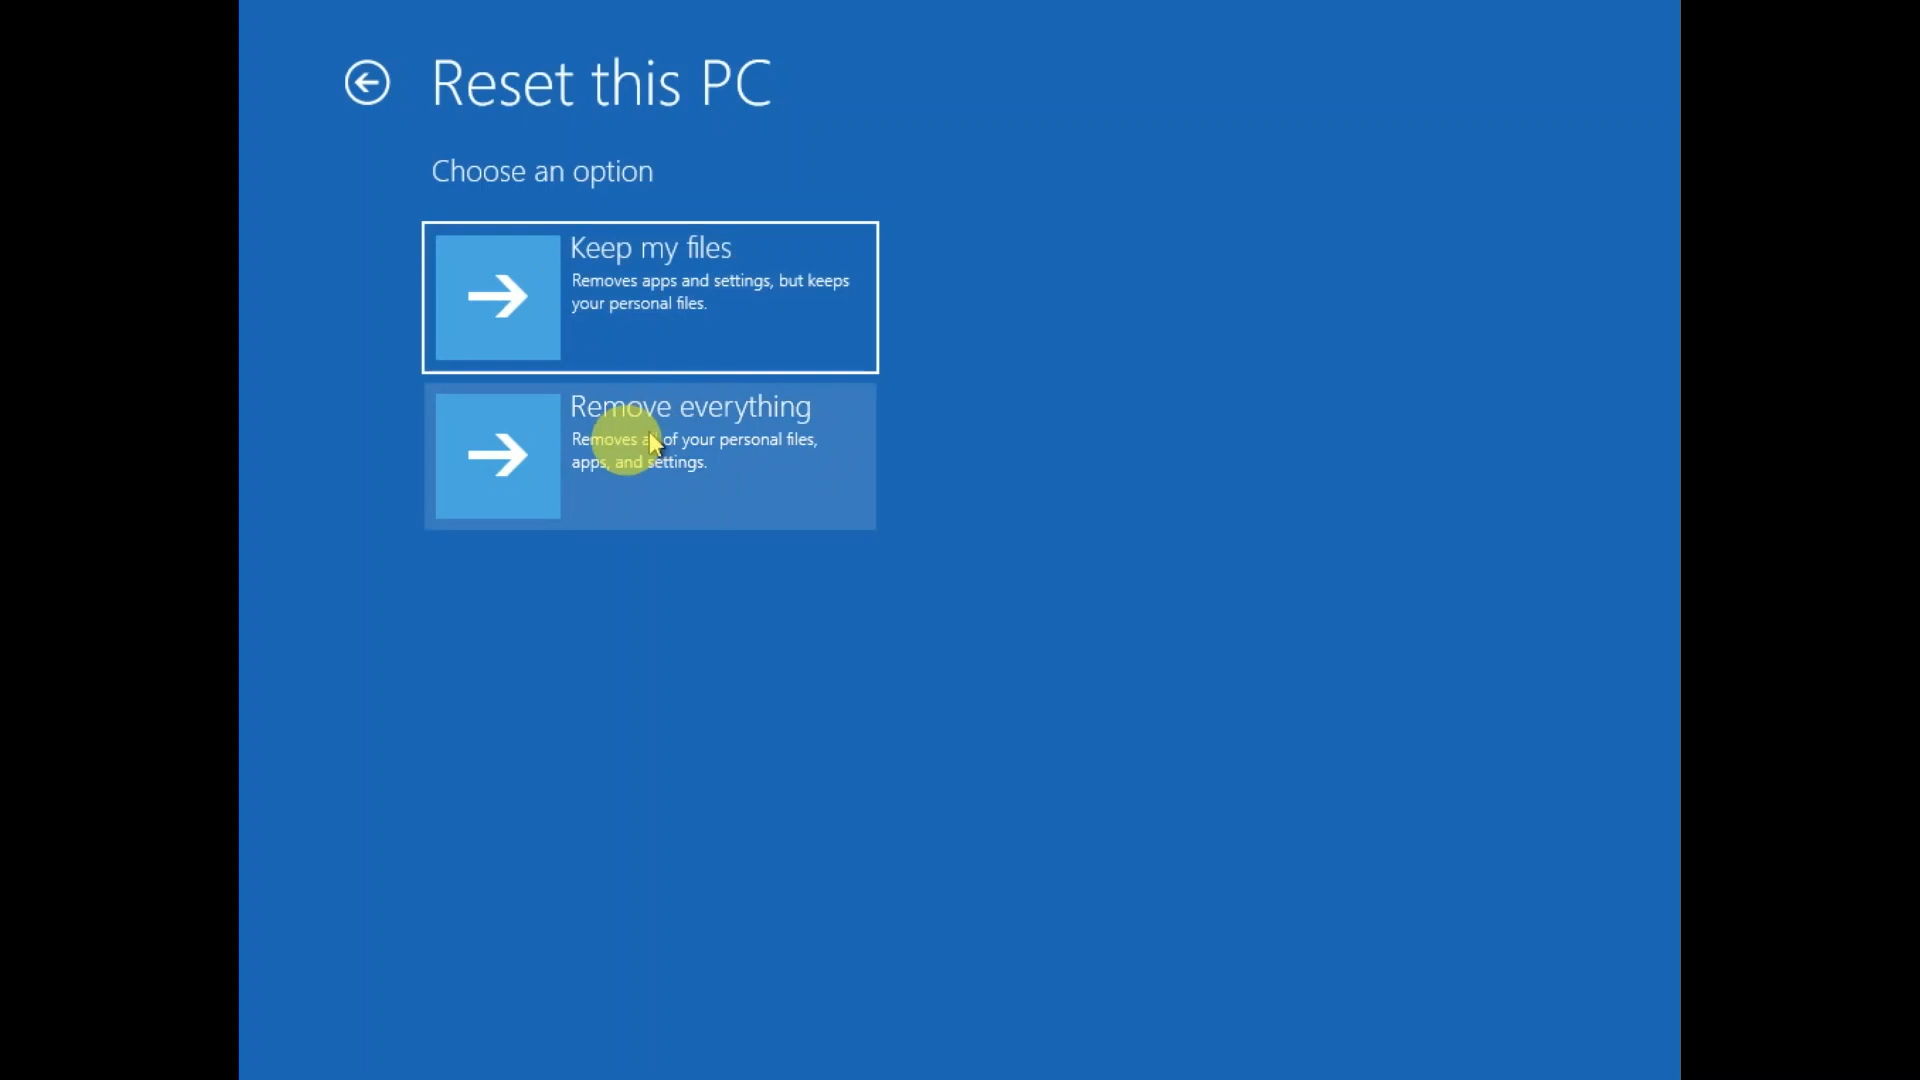 Reset this PC
Choose an option
Keep my files
Removes apps and settings, but keeps
your personal files.
Remove everything
Removes all of your personal files,
apps, and settings.